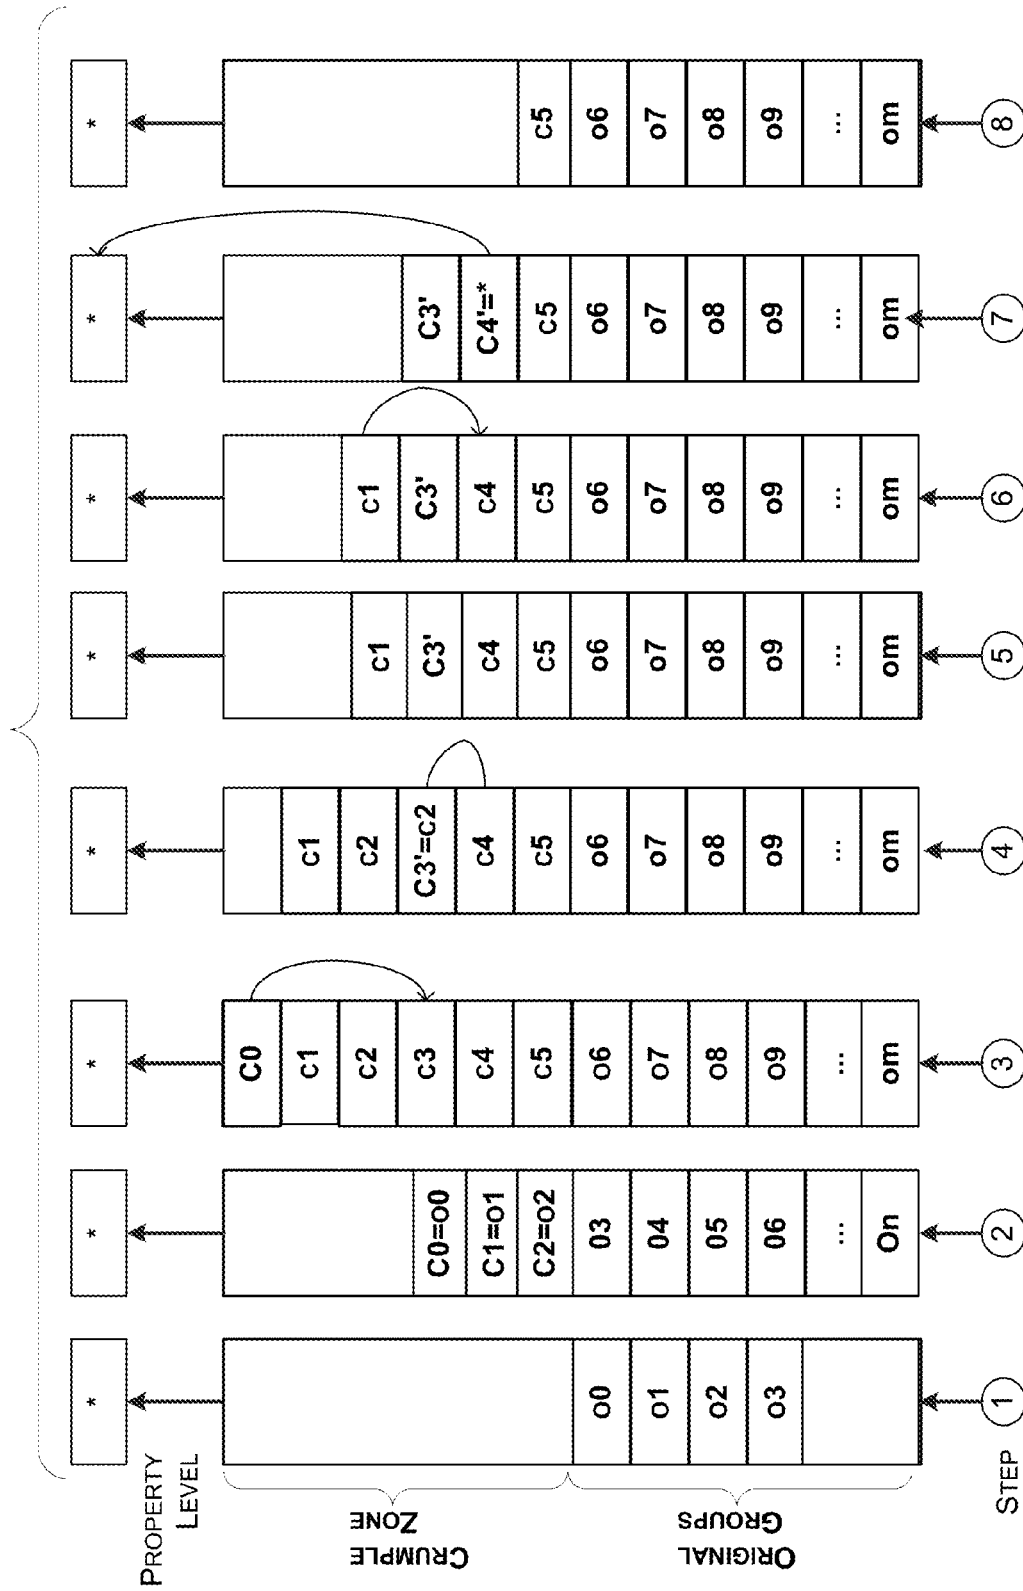 PROPERTY
LEVEL
CRUMPLE
ZONE
ORIGINAL
GROUPS
STEP
*
o0
o1
o2
o3
1
*
C0=o0
C1=o1
C2=o2
03
04
05
06
...
On
2
*
C0
c1
c2
c3
c4
c5
o6
o7
o8
o9
...
om
3
*
c1
c2
C3'=c2
c4
c5
o6
o7
o8
o9
...
om
4
*
c1
C3'
c4
c5
o6
o7
o8
o9
...
om
5
*
c1
C3'
c4
c5
o6
o7
o8
o9
...
om
6
*
C3'
C4'=*
c5
o6
o7
o8
o9
...
om
7
*
c5
o6
o7
o8
o9
...
om
8